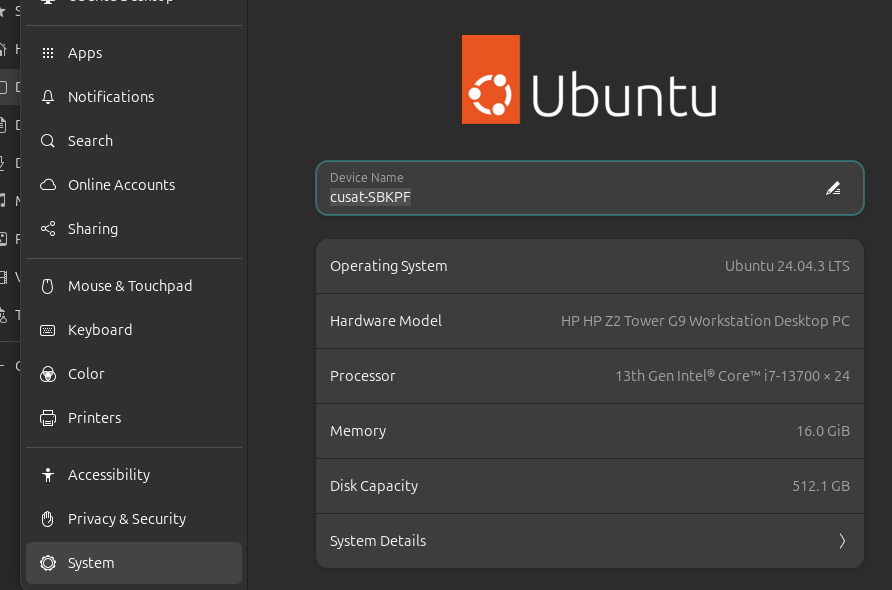 Apps
Notifications
Search
Online Accounts
Sharing
Mouse & Touchpad
Keyboard
Color
Printers
Accessibility
Privacy & Security
System
Ubuntu
Device Name
cusat-SBKPF
Operating System Ubuntu 24.04.3 LTS
Hardware Model HP HP Z2 Tower G9 Workstation Desktop PC
Processor 13th Gen Intel® Core™ i7-13700 × 24
Memory 16.0 GiB
Disk Capacity 512.1 GB
System Details